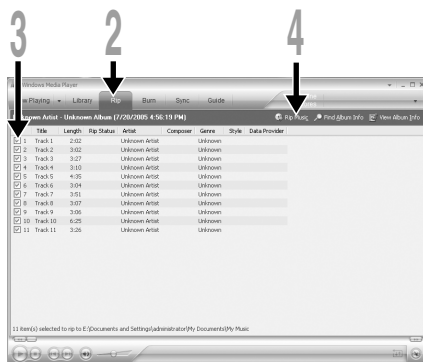 3 2 4
Windows Media Player
Playing Library Rip Burn Sync Guide
Artist - Unknown Album (7/20/2005 4:56:19 PM) Rip Music Find Album Info View Album Info
Title Length Rip Status Artist Composer Genre Style Data Provider
1 Track 1 2:02 Unknown Artist Unknown
2 Track 2 3:02 Unknown Artist Unknown
3 Track 3 3:27 Unknown Artist Unknown
4 Track 4 3:10 Unknown Artist Unknown
5 Track 5 4:35 Unknown Artist Unknown
6 Track 6 3:04 Unknown Artist Unknown
7 Track 7 3:51 Unknown Artist Unknown
8 Track 8 3:07 Unknown Artist Unknown
9 Track 9 3:06 Unknown Artist Unknown
10 Track 10 6:25 Unknown Artist Unknown
11 Track 11 3:26 Unknown Artist Unknown
11 item(s) selected to rip to E:\Documents and Settings\administrator\My Documents\My Music